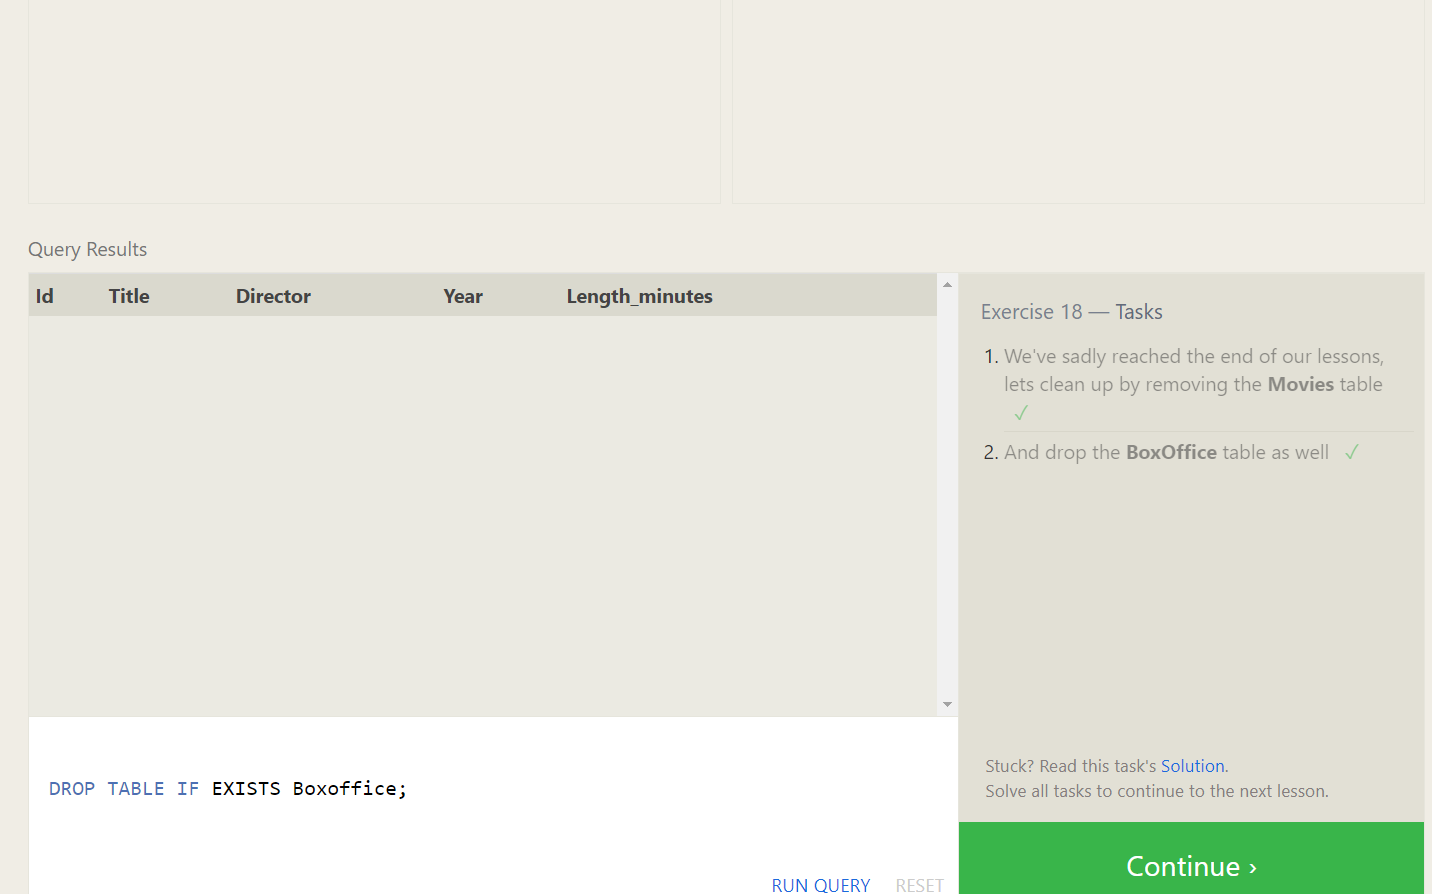 Query Results
Id Title Director Year Length_minutes
Exercise 18 — Tasks
1. We've sadly reached the end of our lessons,
lets clean up by removing the Movies table
✓
2. And drop the BoxOffice table as well ✓
DROP TABLE IF EXISTS Boxoffice;
RUN QUERY RESET
Stuck? Read this task's Solution.
Solve all tasks to continue to the next lesson.
Continue ›